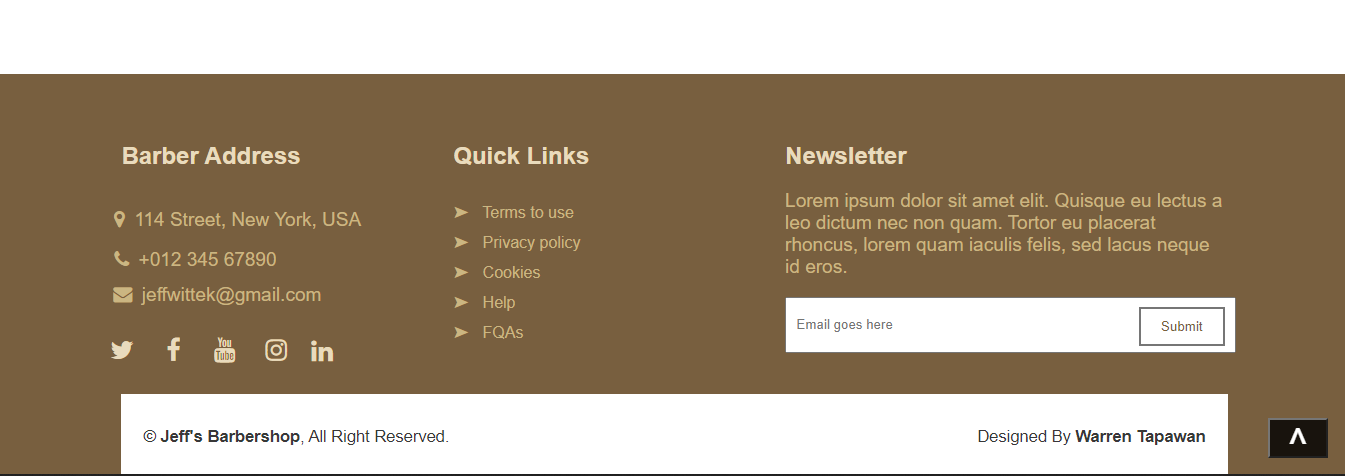 Barber Address
114 Street, New York, USA
+012 345 67890
jeffwittek@gmail.com
You
Tube
in
Quick Links
Terms to use
Privacy policy
Cookies
Help
FQAs
Newsletter
Lorem ipsum dolor sit amet elit. Quisque eu lectus a
leo dictum nec non quam. Tortor eu placerat
rhoncus, lorem quam iaculis felis, sed lacus neque
id eros.
Email goes here
Submit
© Jeff's Barbershop, All Right Reserved.
Designed By Warren Tapawan